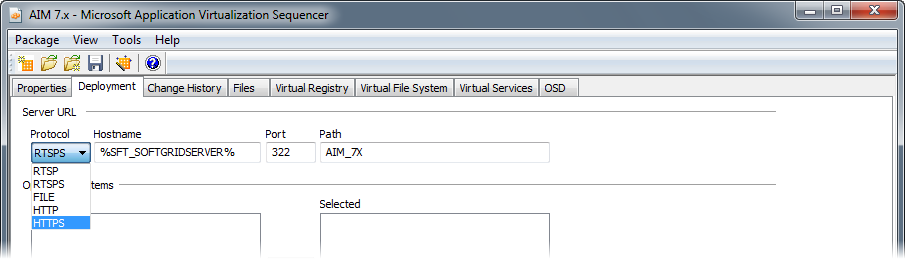 AIM 7.x - Microsoft Application Virtualization Sequencer
Package View Tools Help
Properties Deployment Change History Files Virtual Registry Virtual File System Virtual Services OSD
Server URL
Protocol Hostname Port Path
RTSPS %SFT_SOFTGRIDSERVER% 322 AIM_7X
RTSP
RTSPS
FILE
HTTP
HTTPS
Selected